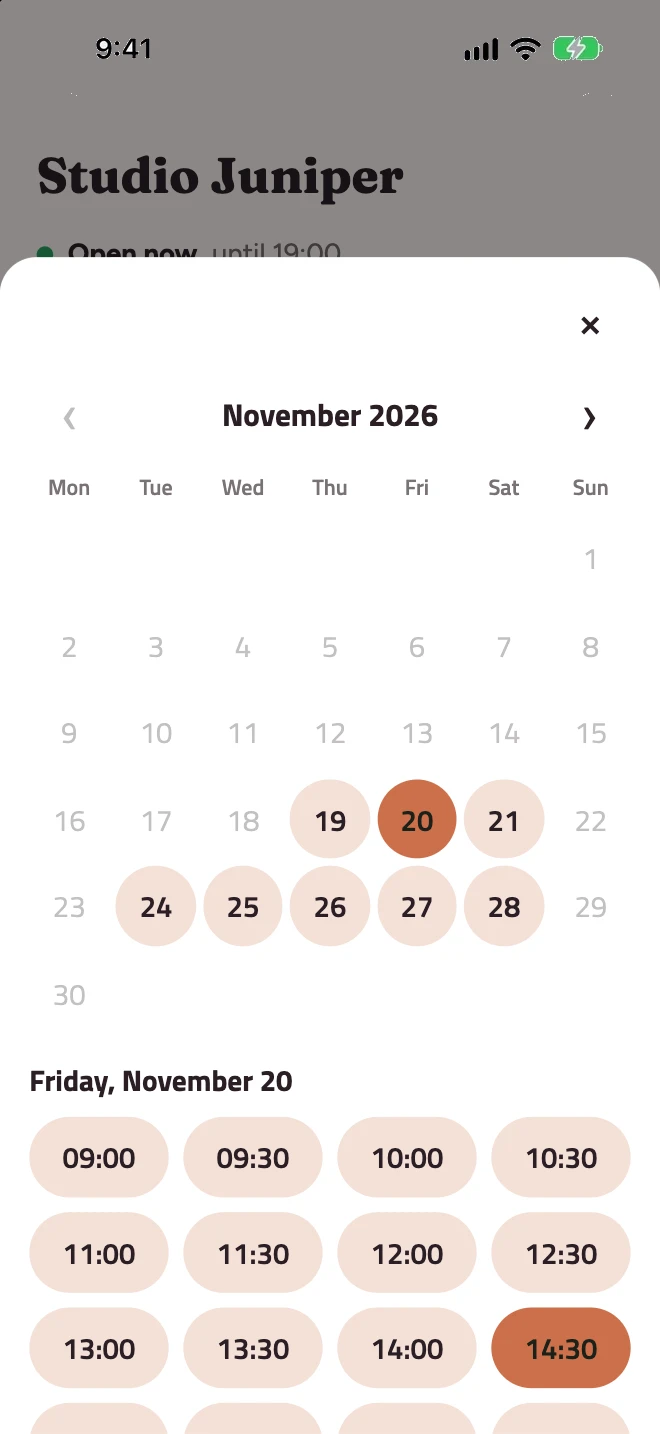 9:41
Studio Juniper
Open now until 19:00
×
‹ November 2026 ›
Mon Tue Wed Thu Fri Sat Sun
1
2 3 4 5 6 7 8
9 10 11 12 13 14 15
16 17 18 19 20 21 22
23 24 25 26 27 28 29
30
Friday, November 20
09:00 09:30 10:00 10:30
11:00 11:30 12:00 12:30
13:00 13:30 14:00 14:30